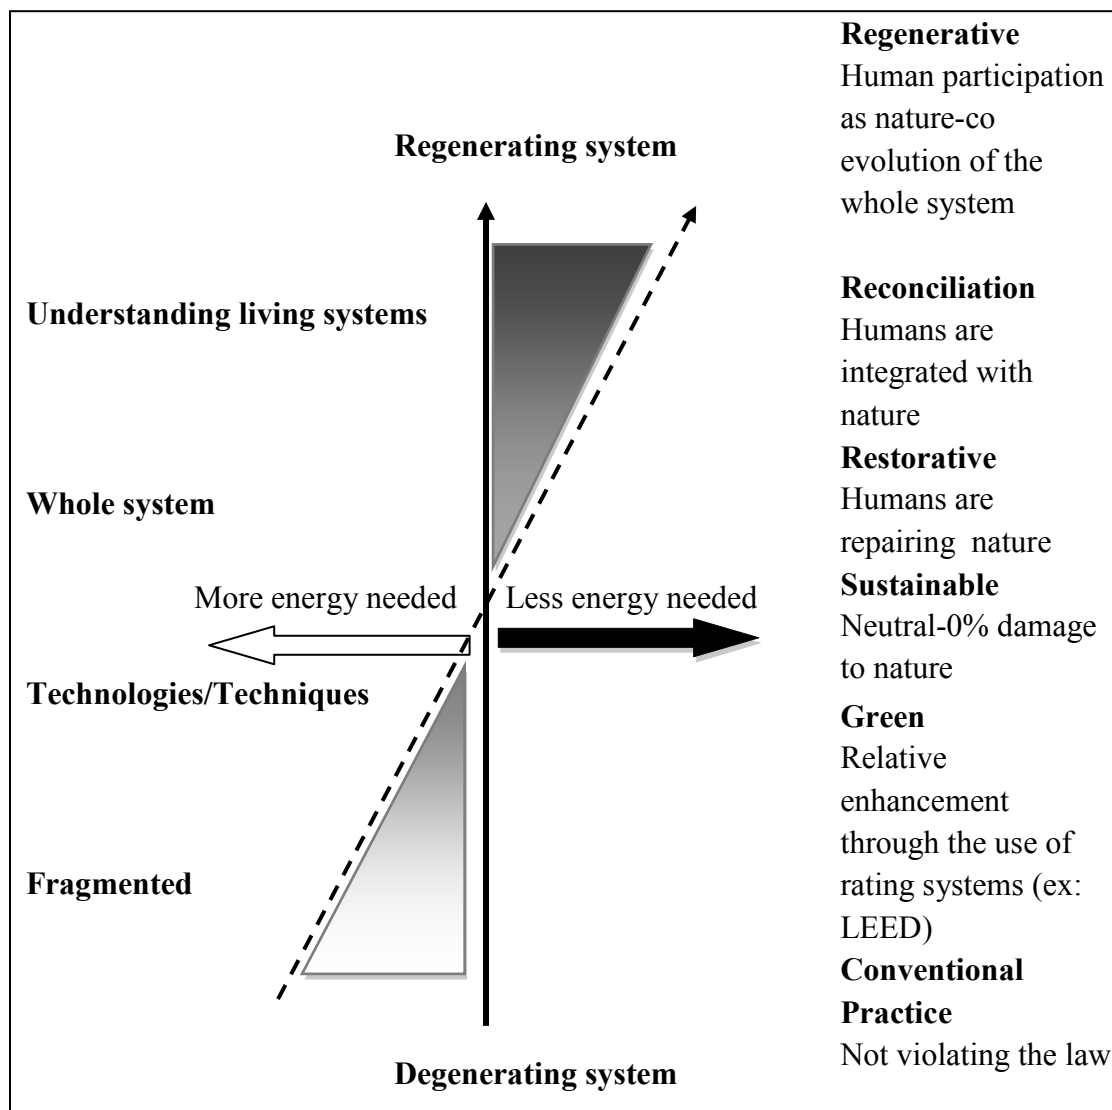 Regenerating system
Understanding living systems
Whole system
More energy needed
Less energy needed
Technologies/Techniques
Fragmented
Degenerating system
Regenerative
Human participation
as nature-co
evolution of the
whole system
Reconciliation
Humans are
integrated with
nature
Restorative
Humans are
repairing nature
Sustainable
Neutral-0% damage
to nature
Green
Relative
enhancement
through the use of
rating systems (ex:
LEED)
Conventional
Practice
Not violating the law